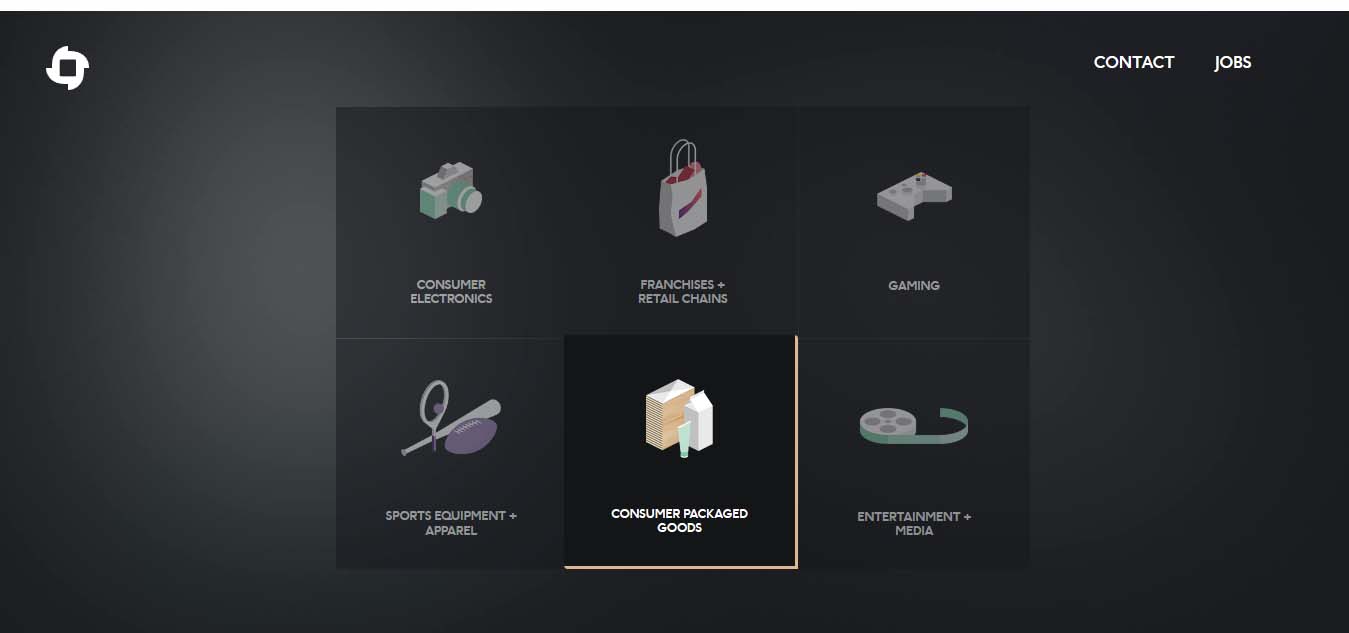 CONTACT JOBS
CONSUMER
ELECTRONICS
FRANCHISES +
RETAIL CHAINS
GAMING
SPORTS EQUIPMENT +
APPAREL
CONSUMER PACKAGED
GOODS
ENTERTAINMENT +
MEDIA